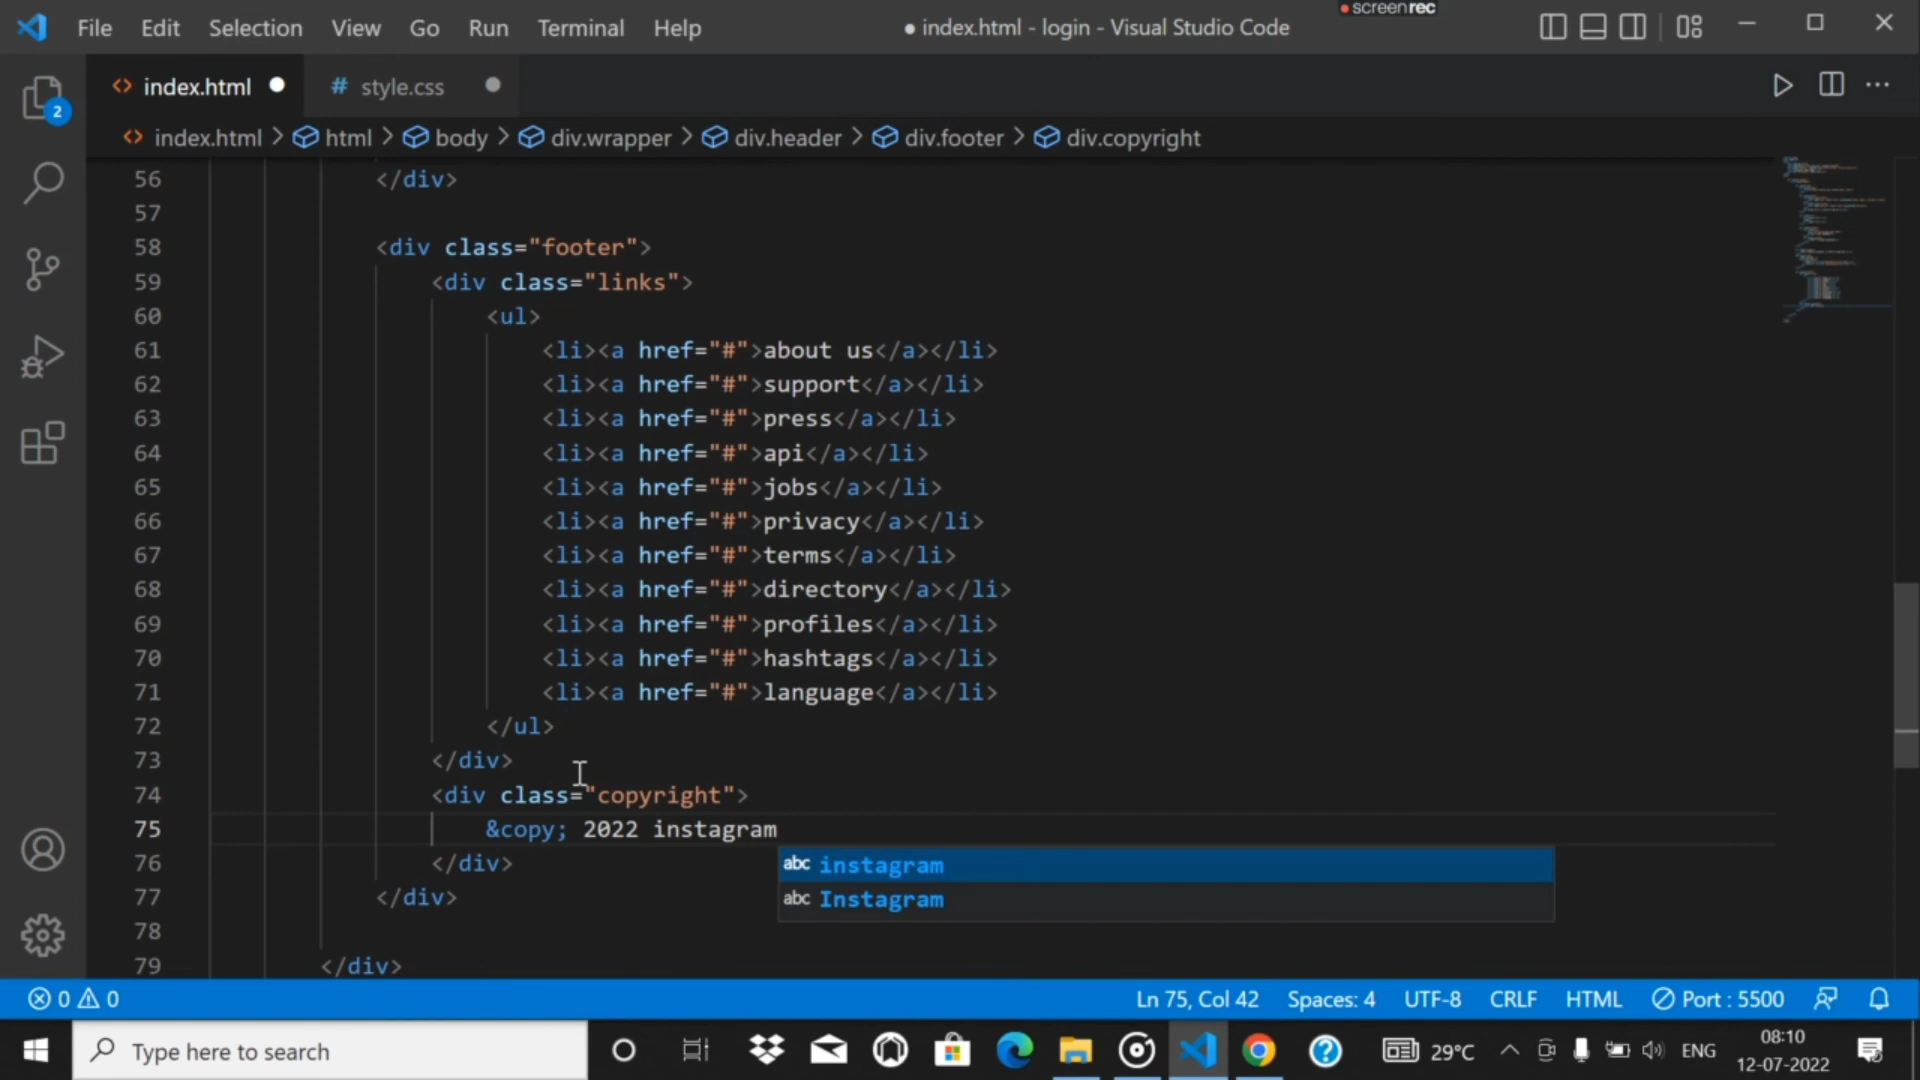 screenrec
File Edit Selection View Go Run Terminal Help ● index.html - login - Visual Studio Code
2
<> index.html ● # style.css ●
<> index.html > html > body > div.wrapper > div.header > div.footer > div.copyright
56 </div>
57
58 <div class="footer">
59 <div class="links">
60 <ul>
61 <li><a href="#">about us</a></li>
62 <li><a href="#">support</a></li>
63 <li><a href="#">press</a></li>
64 <li><a href="#">api</a></li>
65 <li><a href="#">jobs</a></li>
66 <li><a href="#">privacy</a></li>
67 <li><a href="#">terms</a></li>
68 <li><a href="#">directory</a></li>
69 <li><a href="#">profiles</a></li>
70 <li><a href="#">hashtags</a></li>
71 <li><a href="#">language</a></li>
72 </ul>
73 </div>
74 <div class="copyright">
75 &copy; 2022 instagram
abc instagram
76 </div>
abc Instagram
77 </div>
78
79 </div>
0 0 Ln 75, Col 42 Spaces: 4 UTF-8 CRLF HTML Port : 5500
Type here to search 29°C ENG 08:10
12-07-2022